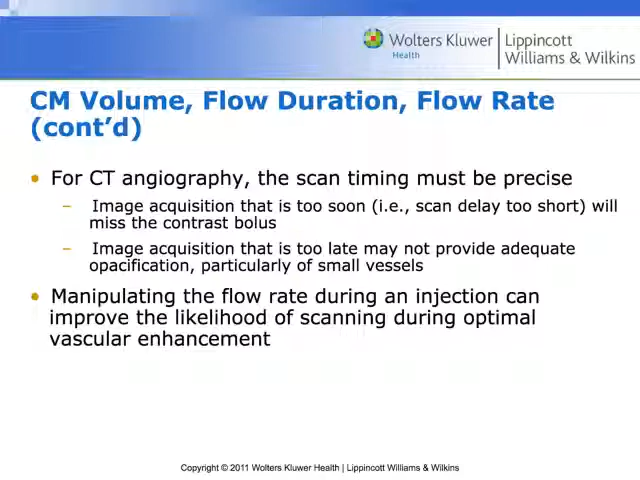 Wolters Kluwer
Health
Lippincott
Williams & Wilkins
CM Volume, Flow Duration, Flow Rate
(cont’d)
• For CT angiography, the scan timing must be precise
– Image acquisition that is too soon (i.e., scan delay too short) will
miss the contrast bolus
– Image acquisition that is too late may not provide adequate
opacification, particularly of small vessels
• Manipulating the flow rate during an injection can
improve the likelihood of scanning during optimal
vascular enhancement
Copyright © 2011 Wolters Kluwer Health | Lippincott Williams & Wilkins